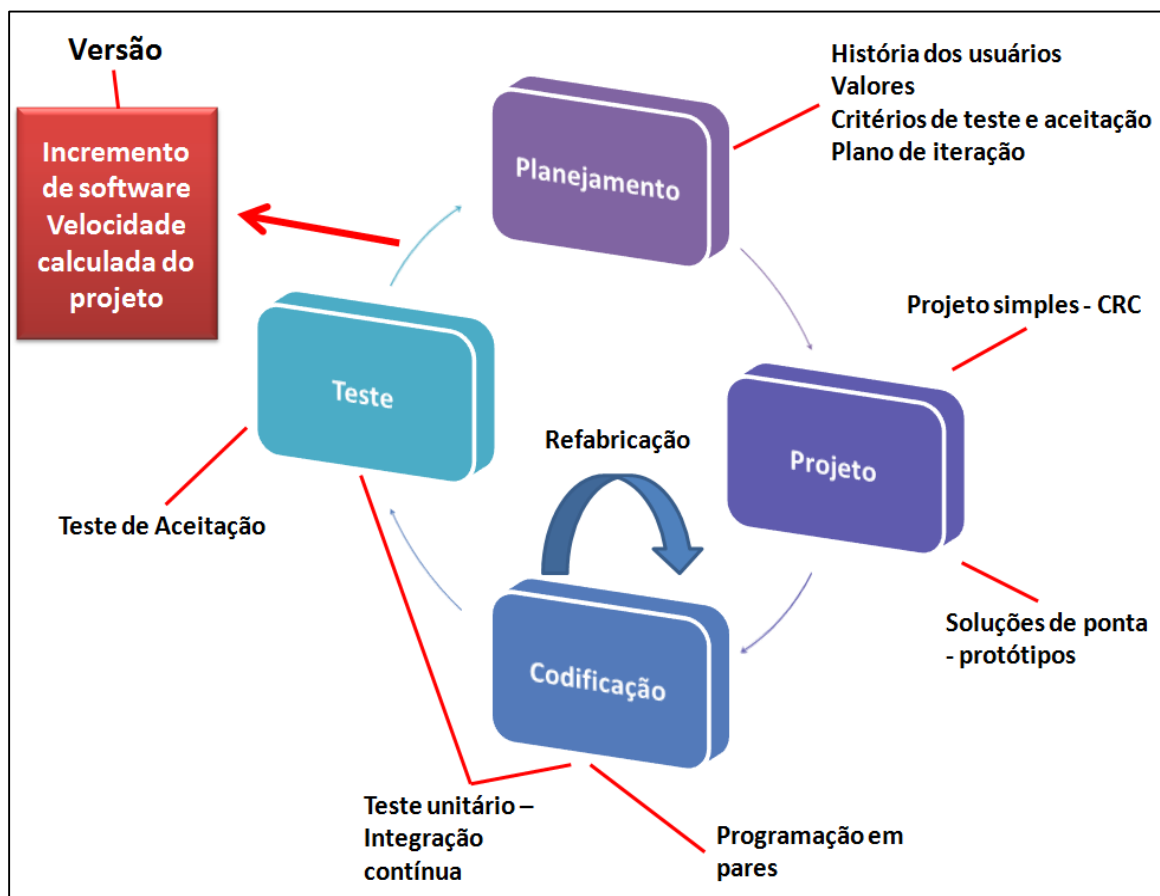 Versão
Incremento
de software
Velocidade
calculada do
projeto
História dos usuários
Valores
Critérios de teste e aceitação
Plano de iteração
Planejamento
Projeto simples - CRC
Projeto
Soluções de ponta
- protótipos
Refabricação
Codificação
Programação em
pares
Teste unitário –
Integração
contínua
Teste
Teste de Aceitação